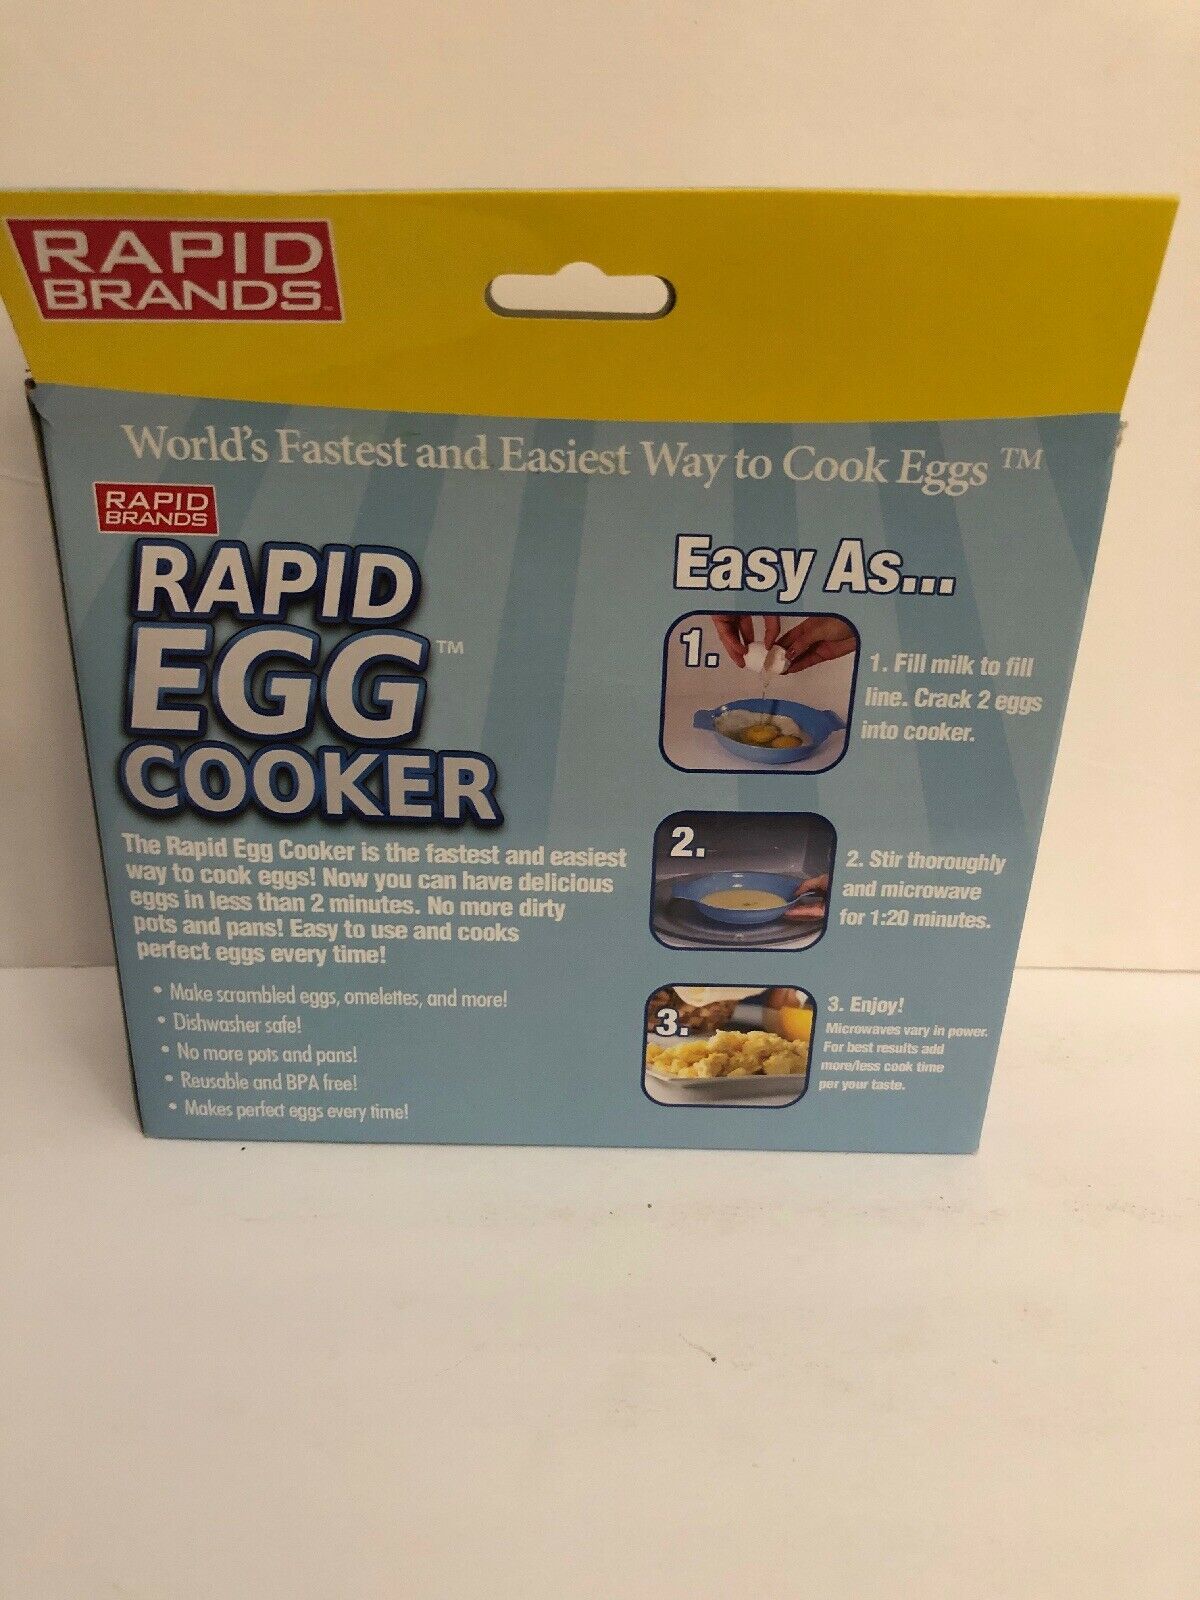 RAPID
BRANDS™
World's Fastest and Easiest Way to Cook Eggs ™
RAPID
BRANDS
RAPID
EGG™
COOKER
The Rapid Egg Cooker is the fastest and easiest
way to cook eggs! Now you can have delicious
eggs in less than 2 minutes. No more dirty
pots and pans! Easy to use and cooks
perfect eggs every time!
• Make scrambled eggs, omelettes, and more!
• Dishwasher safe!
• No more pots and pans!
• Reusable and BPA free!
• Makes perfect eggs every time!
Easy As...
1.
1. Fill milk to fill
line. Crack 2 eggs
into cooker.
2.
2. Stir thoroughly
and microwave
for 1:20 minutes.
3.
3. Enjoy!
Microwaves vary in power.
For best results add
more/less cook time
per your taste.